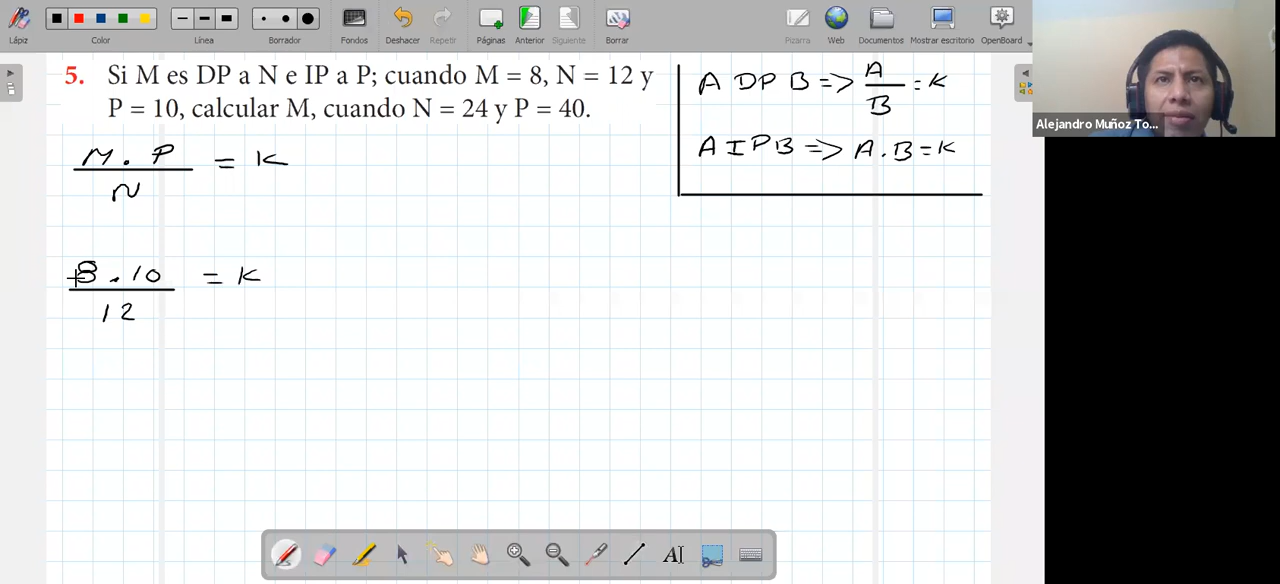 Lápiz Color Línea Borrador Fondos Deshacer Repetir Páginas Anterior Siguiente Borrar Pizarra Web Documentos Mostrar escritorio OpenBoard
5. Si M es DP a N e IP a P; cuando M = 8, N = 12 y
P = 10, calcular M, cuando N = 24 y P = 40.
A DP B => A/B = K
A IP B => A . B = K
M . P / N = K
8 . 10 / 12 = K
Alejandro Muñoz To...